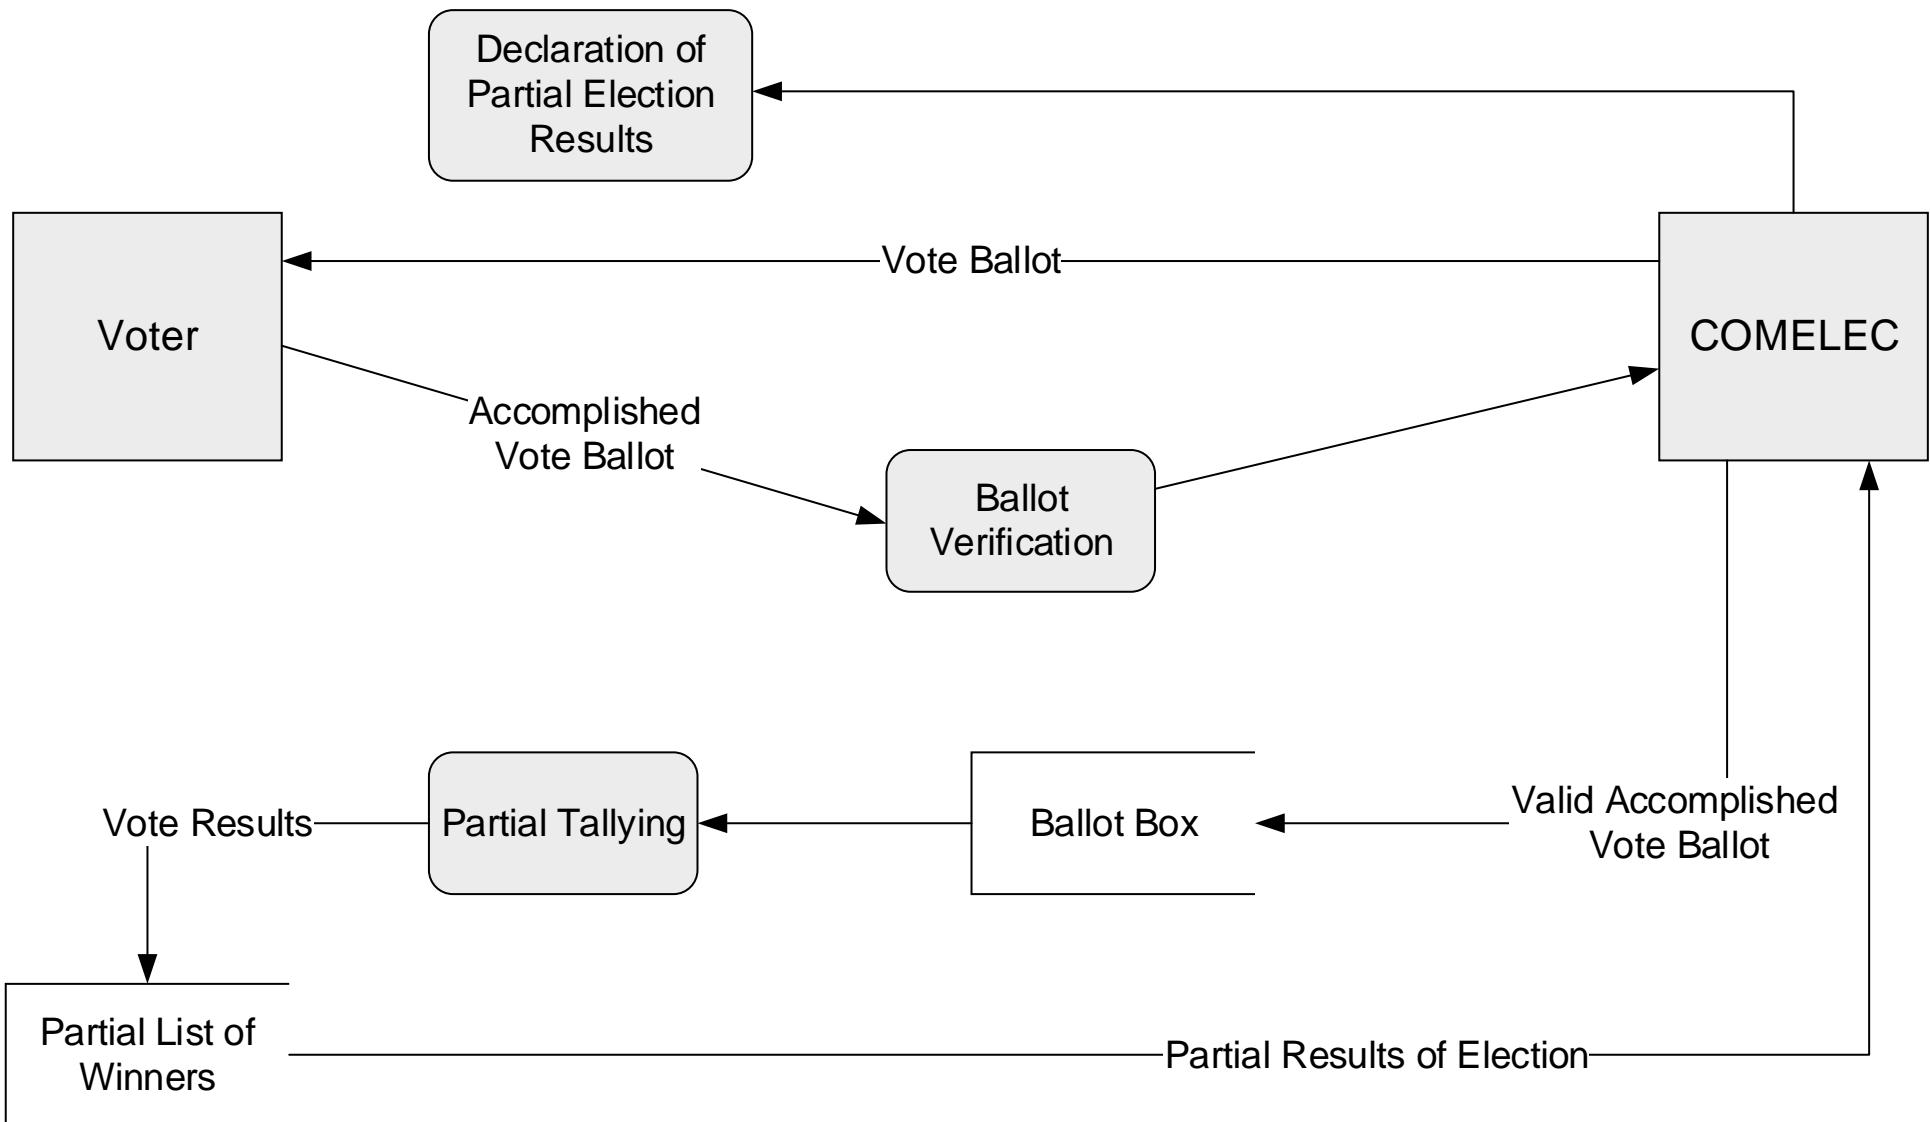 Declaration of
Partial Election
Results
Vote Ballot
Voter
COMELEC
Accomplished
Vote Ballot
Ballot
Verification
Vote Results
Partial Tallying
Ballot Box
Valid Accomplished
Vote Ballot
Partial List of
Winners
Partial Results of Election